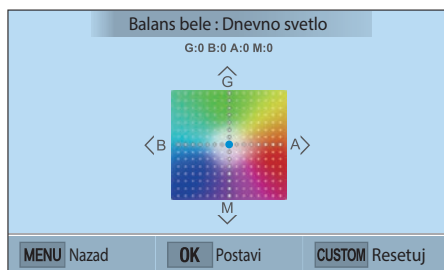 Balans bele : Dnevno svetlo
G:0 B:0 A:0 M:0
G
B A
M
MENU Nazad OK Postavi CUSTOM Resetuj